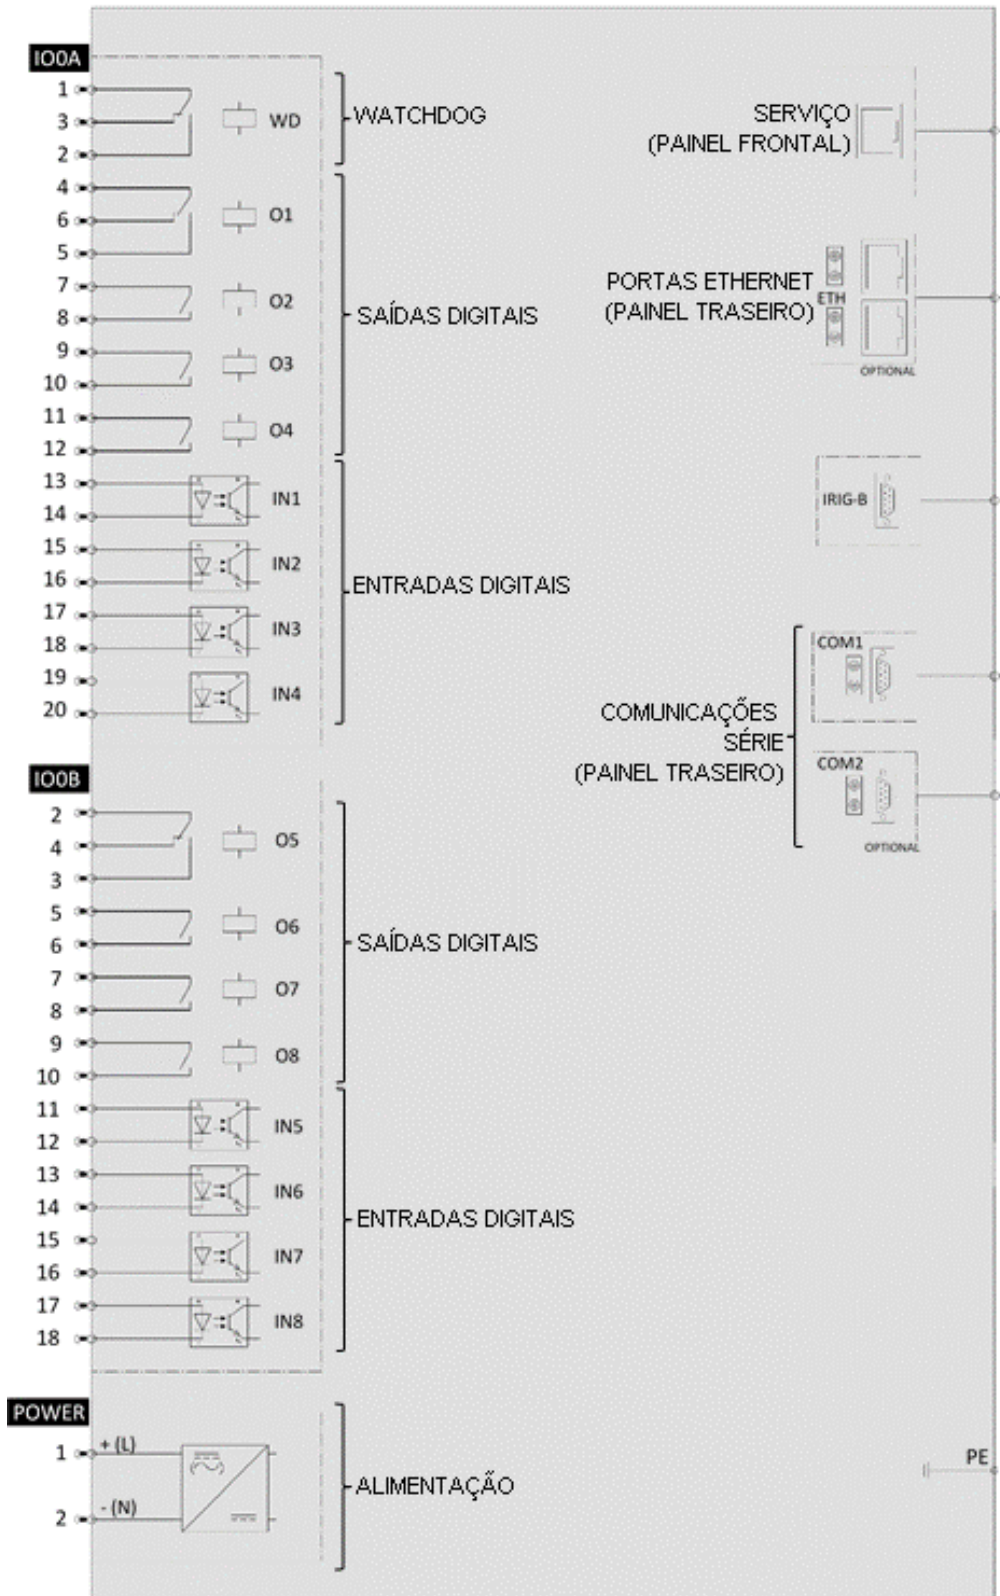 IO0A
1
3 WD WATCHDOG
2
4
6 O1
5
7
8 O2
SAÍDAS DIGITAIS
9
10 O3
11
12 O4
13
14 IN1
15
16 IN2
ENTRADAS DIGITAIS
17
18 IN3
19
20 IN4
IO0B
2
4 O5
3
5
6 O6
SAÍDAS DIGITAIS
7
8 O7
9
10 O8
11
12 IN5
13
14 IN6
ENTRADAS DIGITAIS
15
16 IN7
17
18 IN8
POWER
1 + (L)
ALIMENTAÇÃO
2 - (N)
SERVIÇO
(PAINEL FRONTAL)
PORTAS ETHERNET
(PAINEL TRASEIRO)
ETH
OPTIONAL
IRIG-B
COM1
COMUNICAÇÕES
SÉRIE
(PAINEL TRASEIRO)
COM2
OPTIONAL
PE